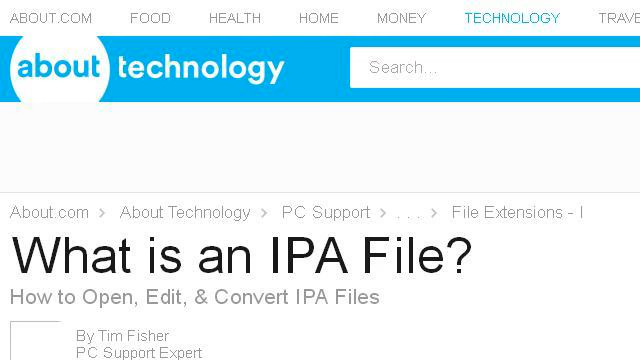 ABOUT.COM FOOD HEALTH HOME MONEY TECHNOLOGY
about technology Search...
About.com > About Technology > PC Support > . . . > File Extensions - I
What is an IPA File?
How to Open, Edit, & Convert IPA Files
By Tim Fisher
PC Support Expert